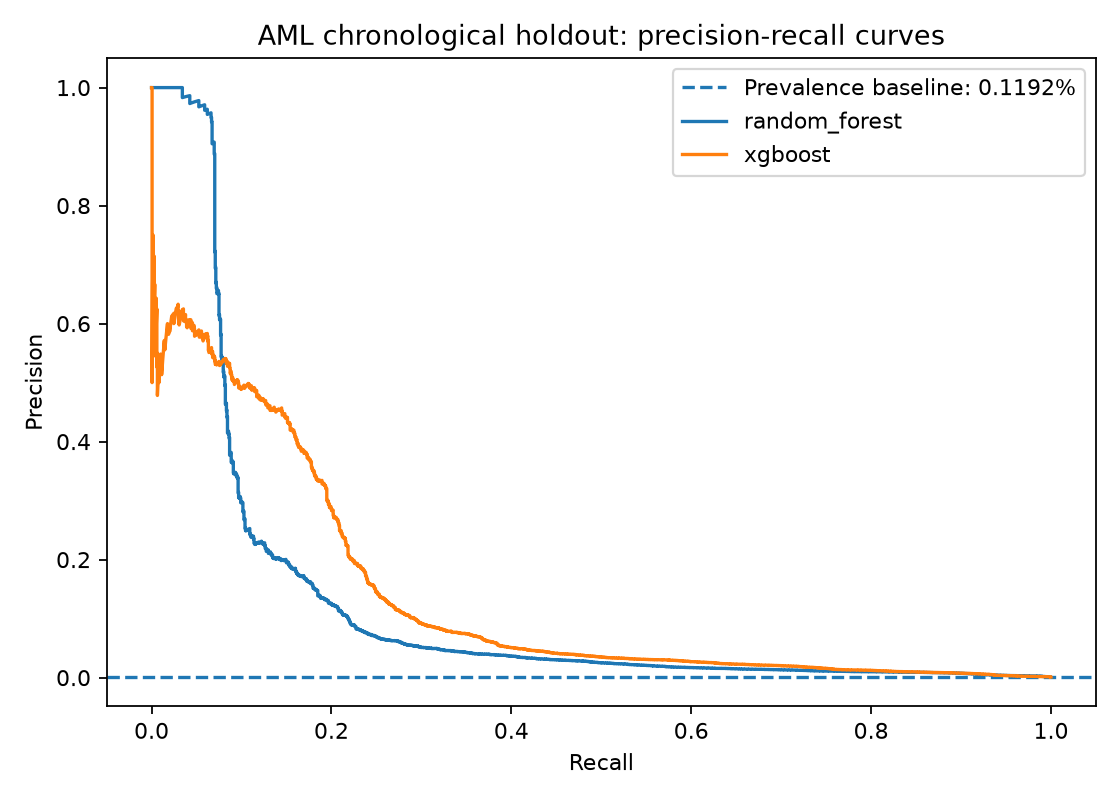 AML chronological holdout: precision-recall curves
Prevalence baseline: 0.1192%
random_forest
xgboost
Precision
1.0
0.8
0.6
0.4
0.2
0.0
0.0 0.2 0.4 0.6 0.8 1.0
Recall